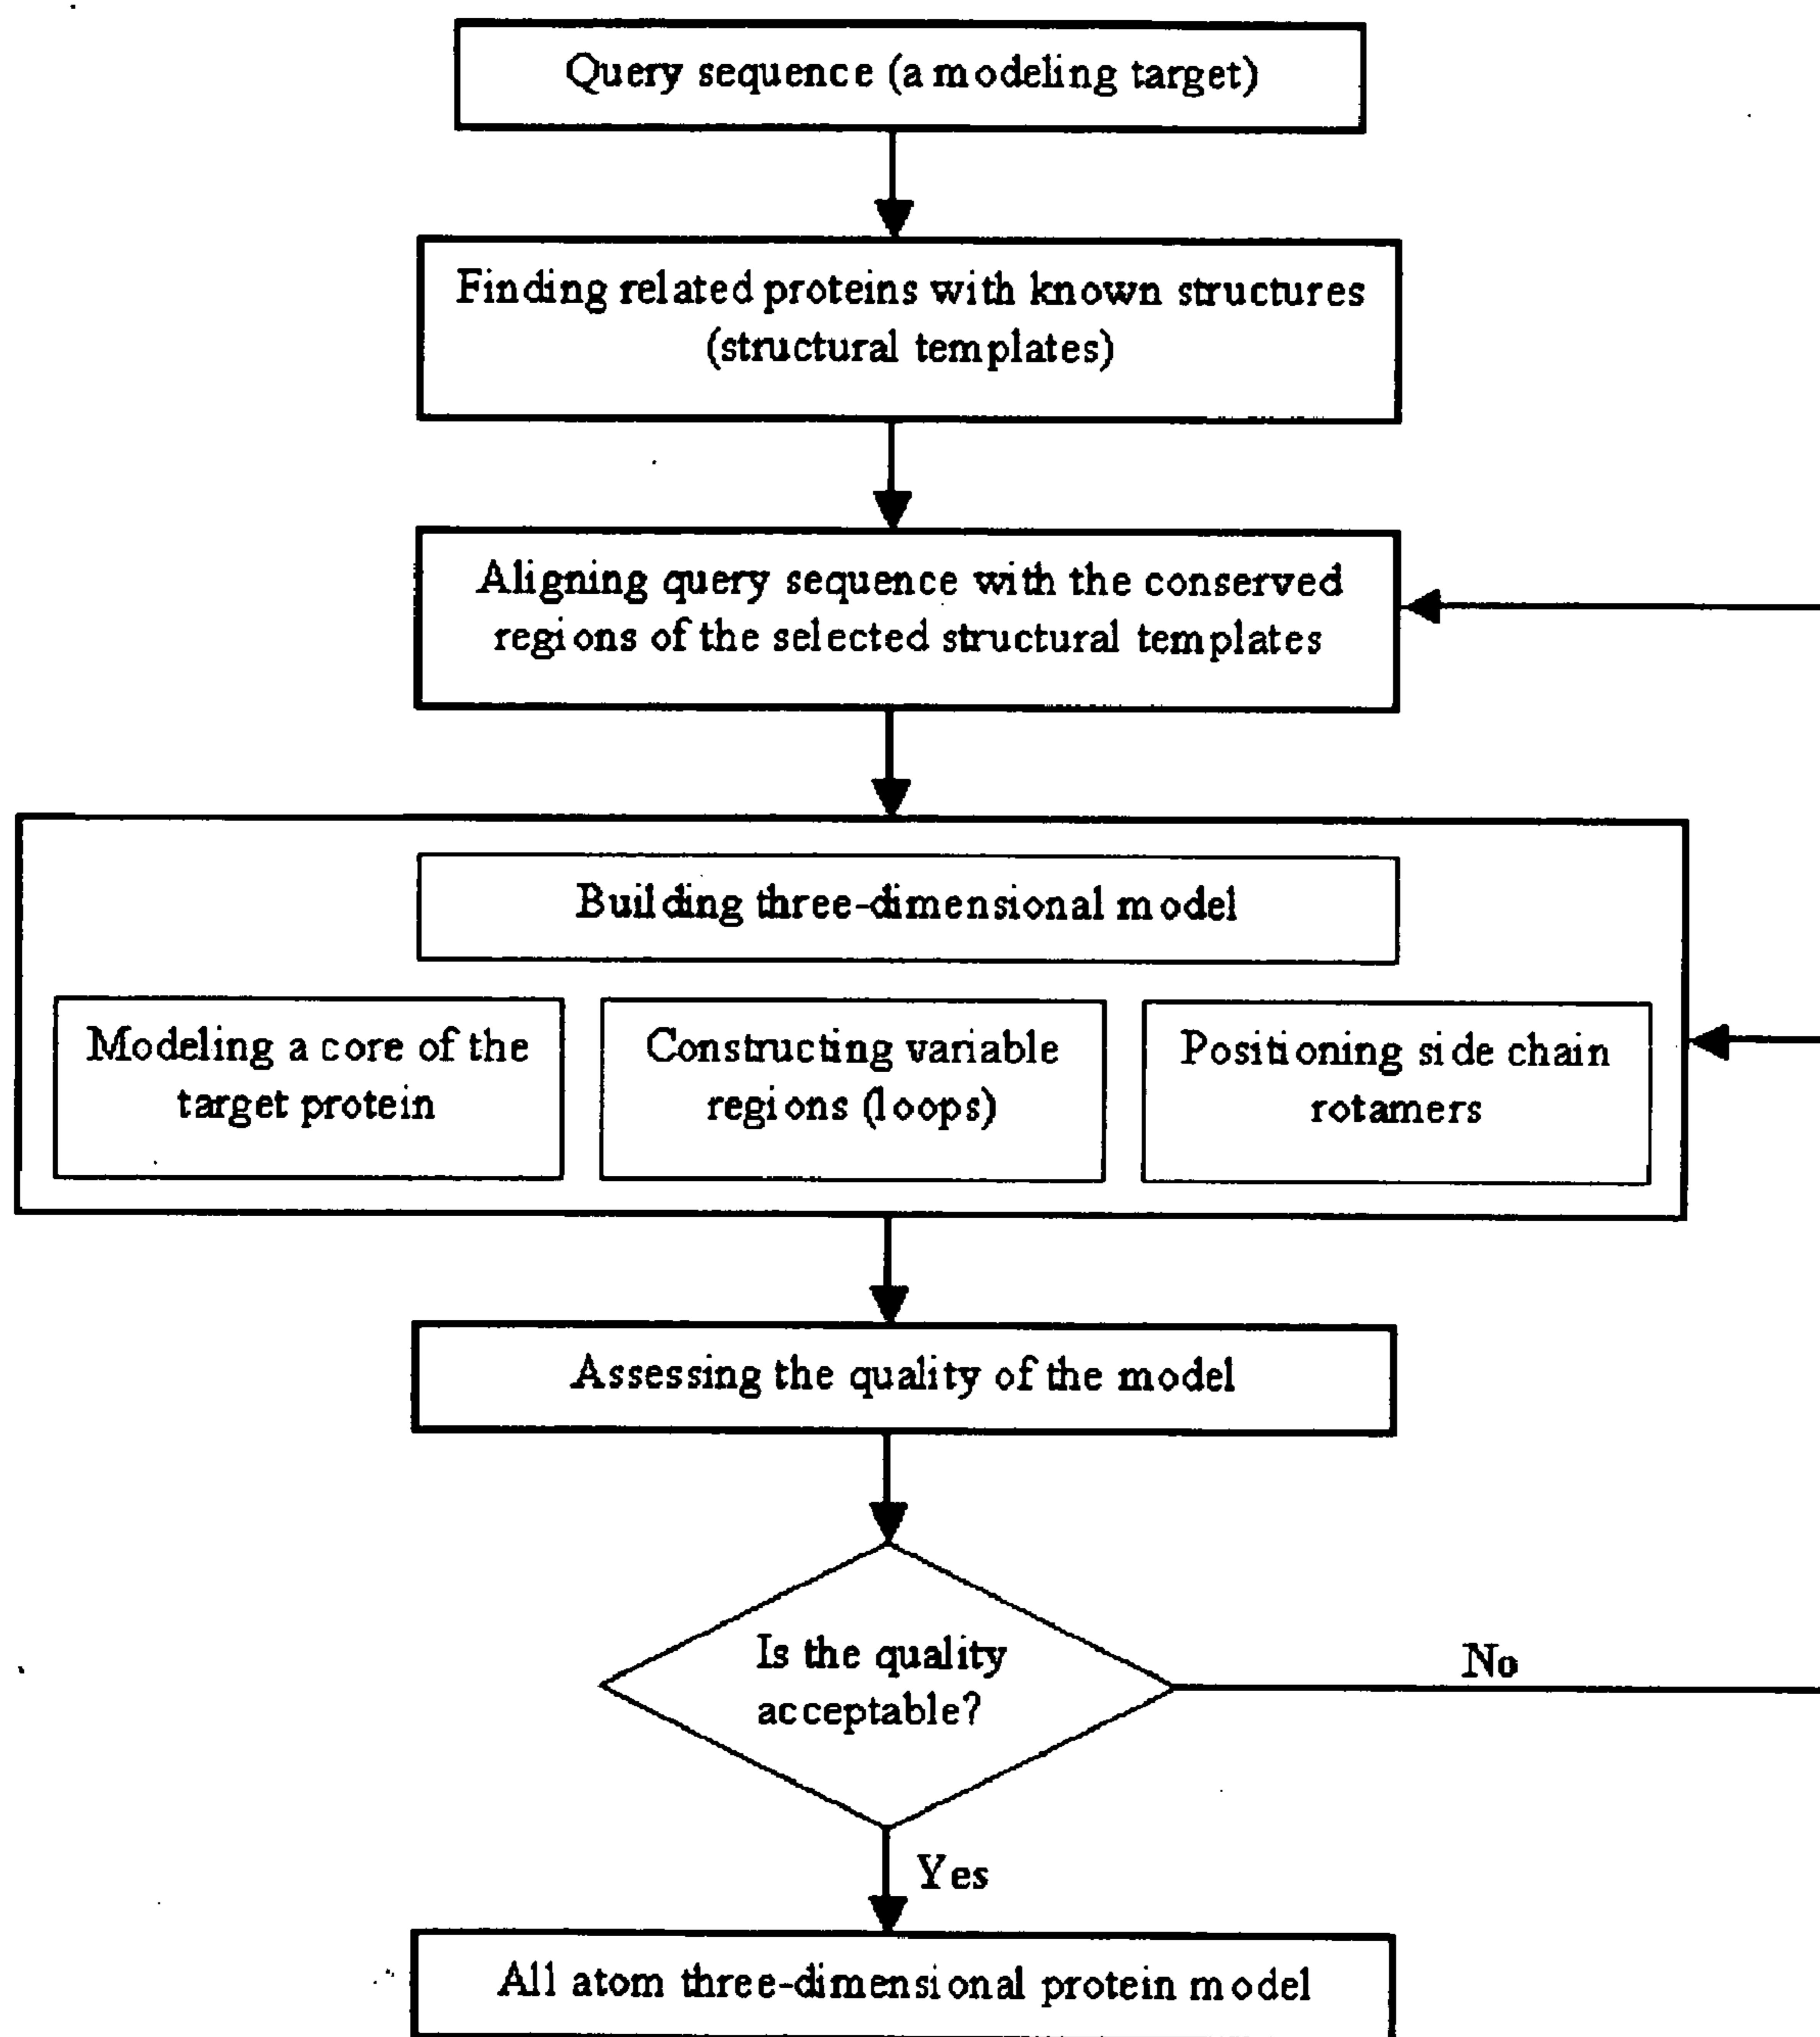 Query sequence (a modeling target)
Finding related proteins with known structures
(structural templates)
Aligning query sequence with the conserved
regions of the selected structural templates
Building three-dimensional model
Modeling a core of the
target protein
Constructing variable
regions (loops)
Positioning side chain
rotamers
Assessing the quality of the model
Is the quality
acceptable?
No
Yes
All atom three-dimensional protein model